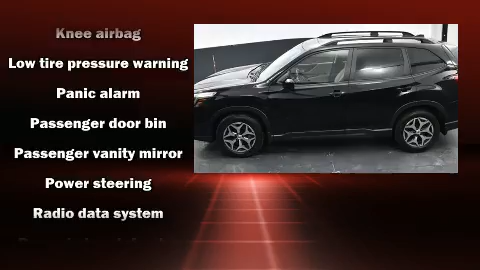 Knee airbag
Low tire pressure warning
Panic alarm
Passenger door bin
Passenger vanity mirror
Power steering
Radio data system